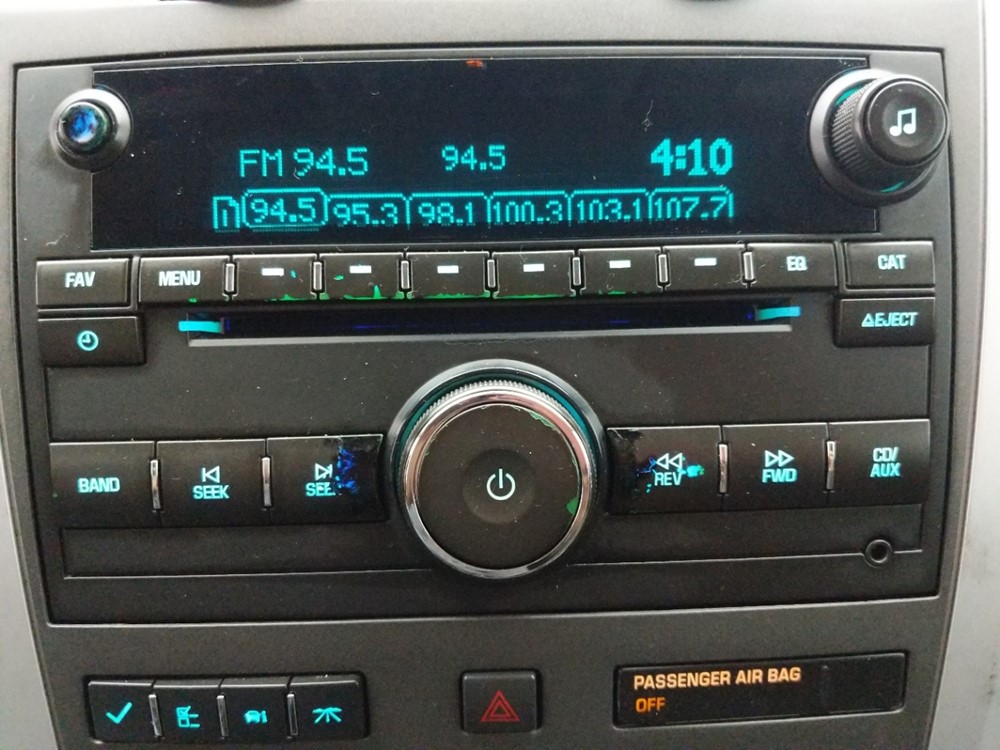 FM 94.5 94.5 4:10
94.5 95.3 98.1 100.3 103.1 107.7
FAV MENU EQ CAT
EJECT
BAND SEEK SEE REV FWD CD/
AUX
PASSENGER AIR BAG
OFF